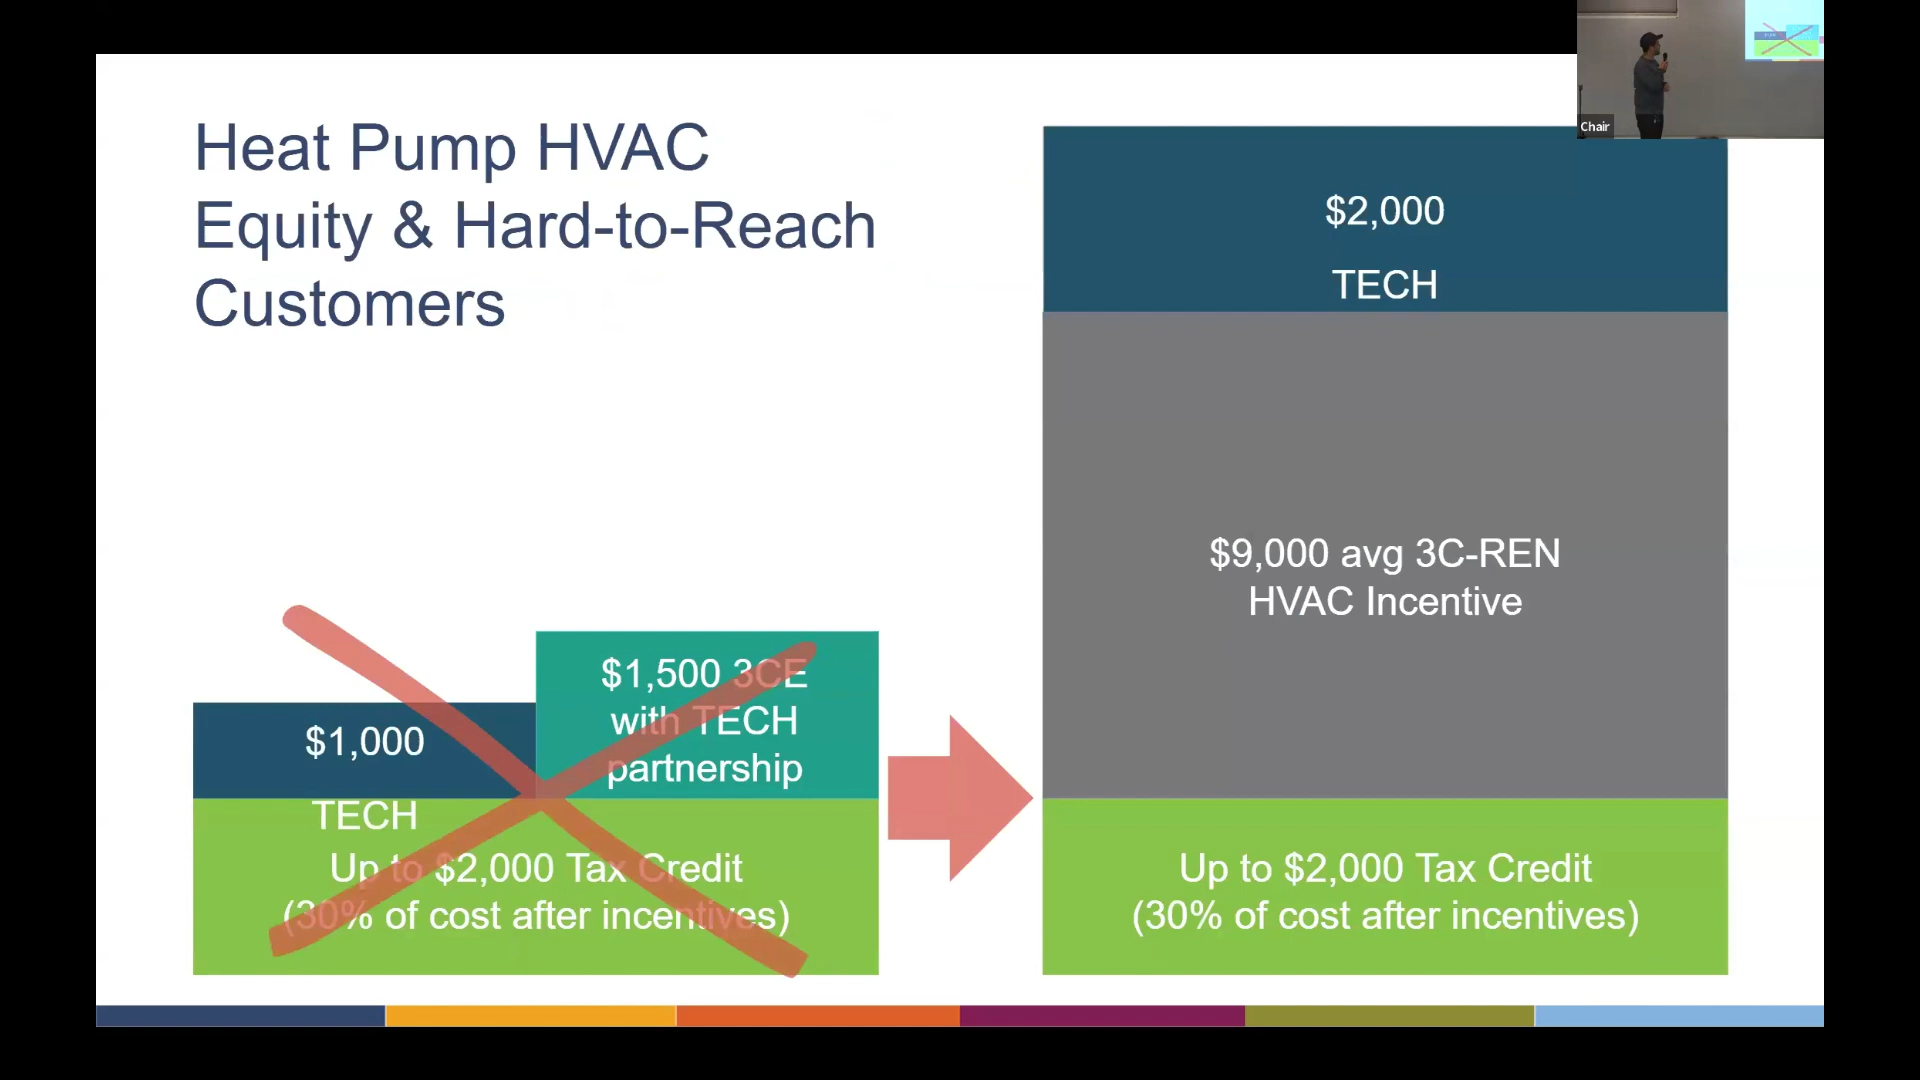 Heat Pump HVAC
Equity & Hard-to-Reach
Customers
$1,000
TECH
$1,500 3CE
with TECH
partnership
Up to $2,000 Tax Credit
(30% of cost after incentives)
$2,000
TECH
$9,000 avg 3C-REN
HVAC Incentive
Up to $2,000 Tax Credit
(30% of cost after incentives)
Chair